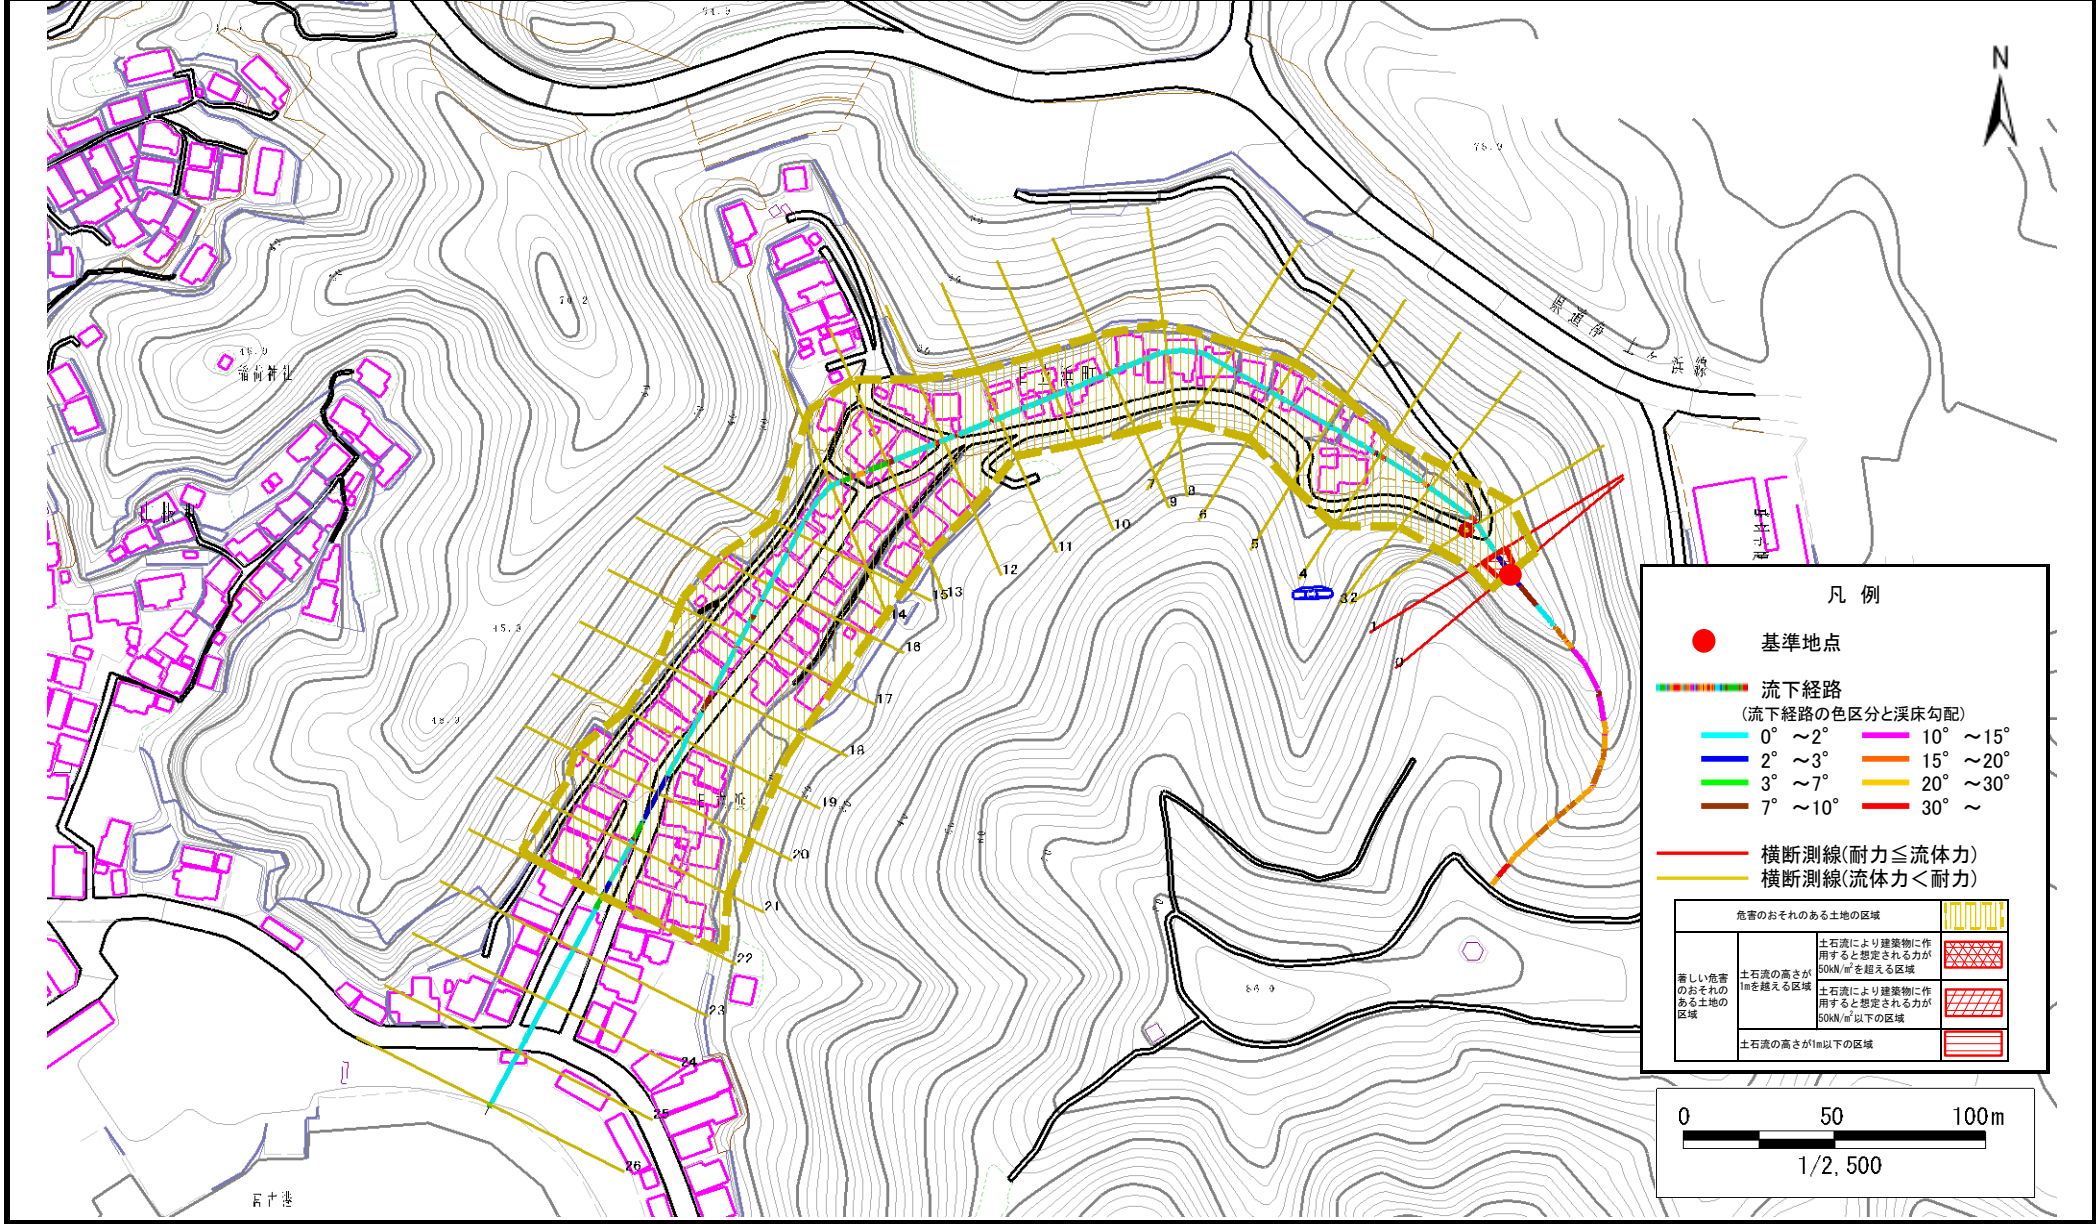 N
78.9
70.2
稲荷神社
7
8
9
6
5
4
3
2
1
0
10
11
12
13
15
14
16
17
18
19
20
21
22
23
24
25
26
凡 例
基準地点
流下経路
(流下経路の色区分と渓床勾配)
0° ～2°
10° ～15°
2° ～3°
15° ～20°
3° ～7°
20° ～30°
7° ～10°
30° ～
横断測線(耐力≦流体力)
横断測線(流体力＜耐力)
危害のおそれのある土地の区域
著しい危害
のおそれの
ある土地の
区域
土石流の高さが
1mを越える区域
土石流により建築物に作
用すると想定される力が
50kN/m²を超える区域
土石流により建築物に作
用すると想定される力が
50kN/m²以下の区域
土石流の高さが1m以下の区域
0 50 100m
1/2,500